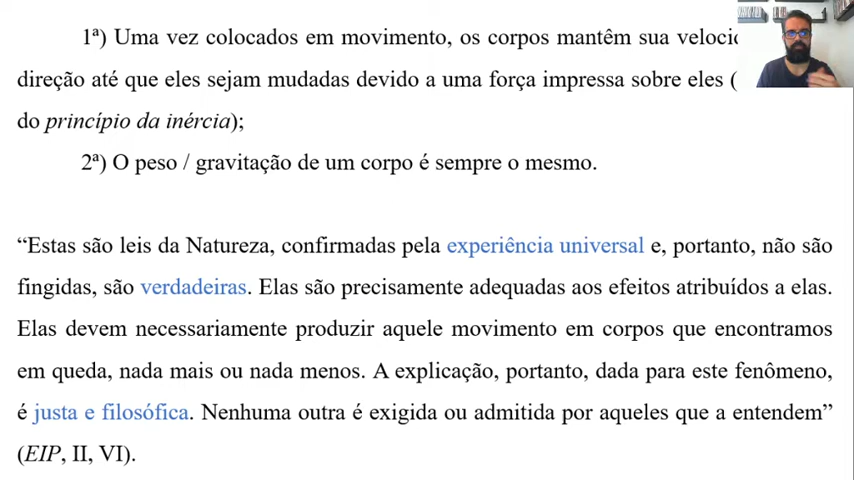 1ª) Uma vez colocados em movimento, os corpos mantêm sua
direção até que eles sejam mudadas devido a uma força impressa sobre eles (
do princípio da inércia);
2ª) O peso / gravitação de um corpo é sempre o mesmo.
“Estas são leis da Natureza, confirmadas pela experiência universal e, portanto, não são
fingidas, são verdadeiras. Elas são precisamente adequadas aos efeitos atribuídos a elas.
Elas devem necessariamente produzir aquele movimento em corpos que encontramos
em queda, nada mais ou nada menos. A explicação, portanto, dada para este fenômeno,
é justa e filosófica. Nenhuma outra é exigida ou admitida por aqueles que a entendem”
(EIP, II, VI).